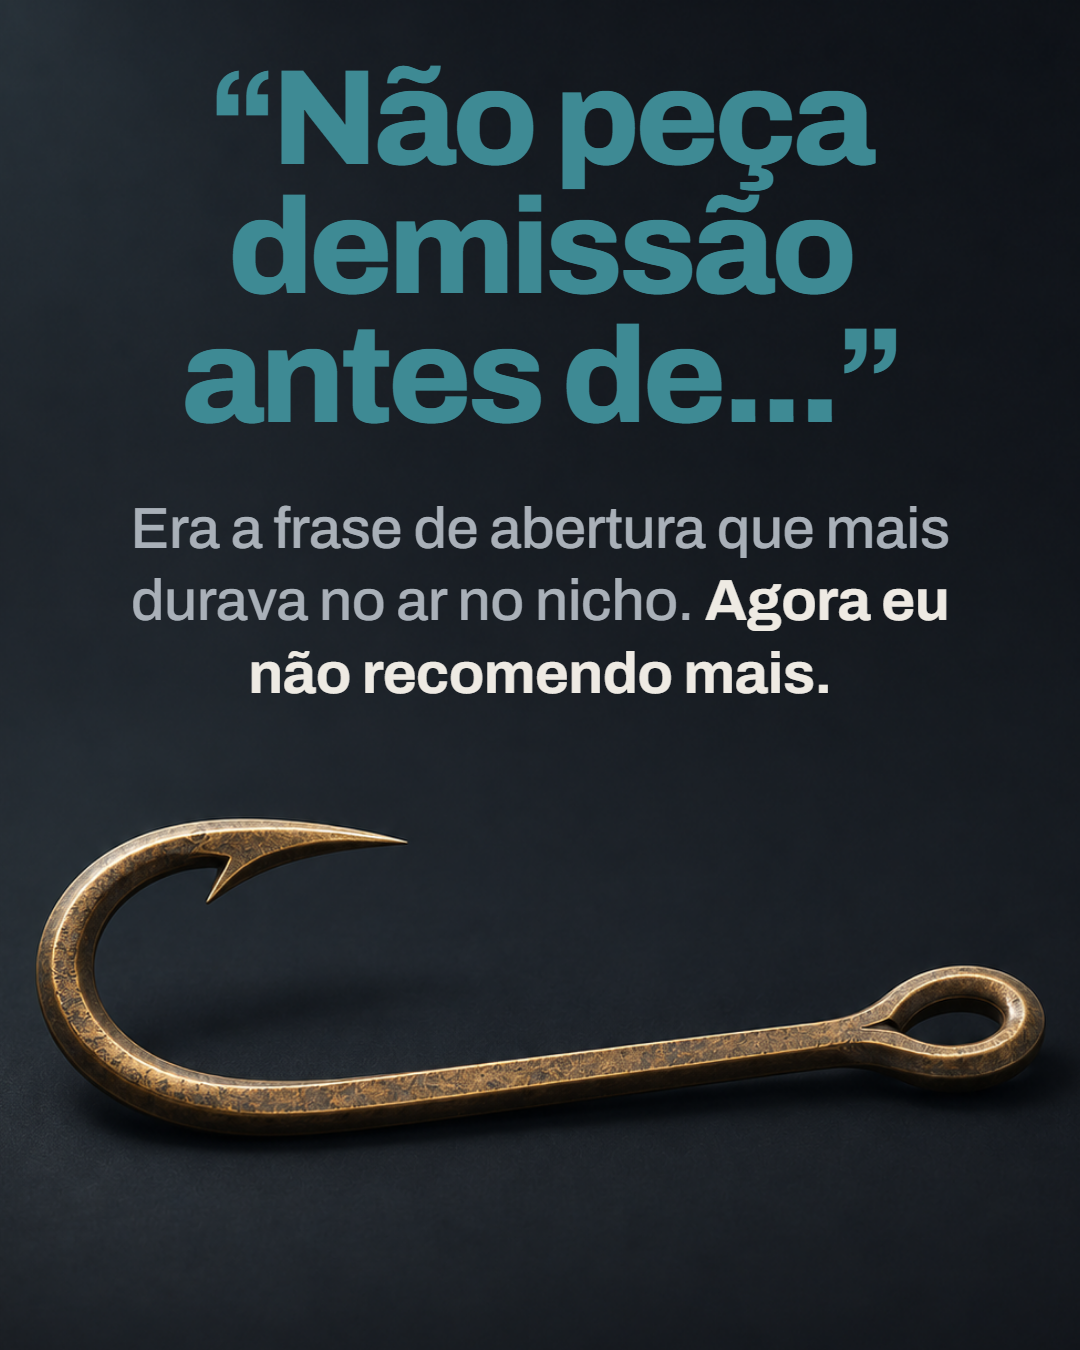 “Não peça
demissão
antes de...”
Era a frase de abertura que mais
durava no ar no nicho. Agora eu
não recomendo mais.